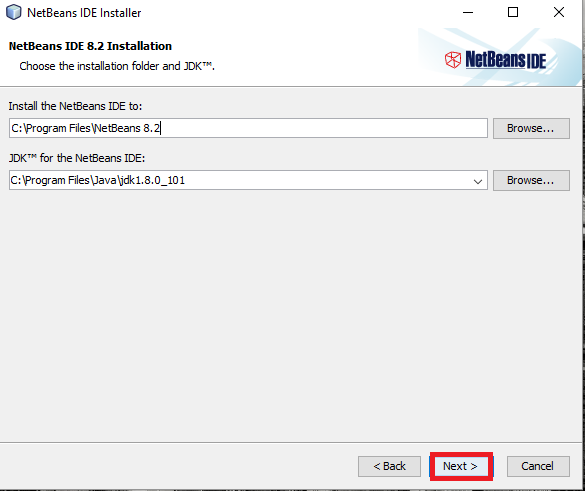 NetBeans IDE Installer
NetBeans IDE 8.2 Installation
Choose the installation folder and JDK™.
NetBeans IDE
Install the NetBeans IDE to:
C:\Program Files\NetBeans 8.2
Browse...
JDK™ for the NetBeans IDE:
C:\Program Files\Java\jdk1.8.0_101
Browse...
< Back
Next >
Cancel